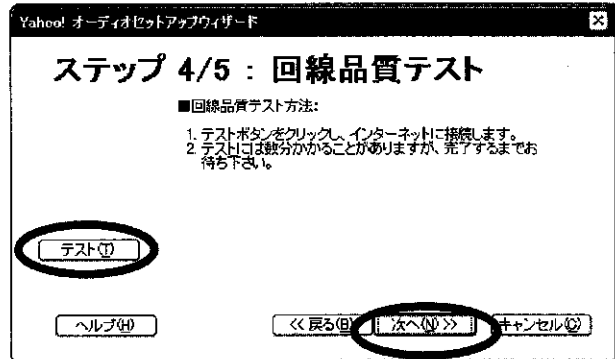 Yahoo! オーディオセットアップウィザード
ステップ 4/5 : 回線品質テスト
■回線品質テスト方法:
1. テストボタンをクリックし、インターネットに接続します。
2. テストには数分かかることがありますが、完了するまでお
待ち下さい。
テスト(T)
ヘルプ(H)
<< 戻る(B)
次へ(N) >>
キャンセル(C)